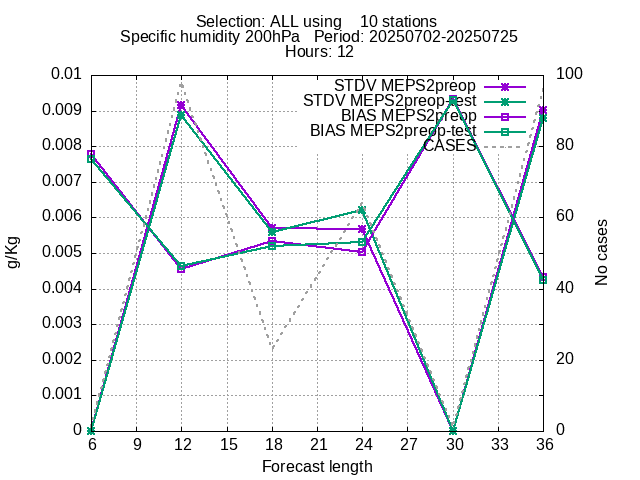 Selection: ALL using    10 stations
Specific humidity 200hPa   Period: 20250702-20250725
Hours: 12
STDV MEPS2preop
STDV MEPS2preop-test
BIAS MEPS2preop
BIAS MEPS2preop-test
CASES
g/Kg
0.01
0.009
0.008
0.007
0.006
0.005
0.004
0.003
0.002
0.001
0
100
80
60
40
20
0
No cases
6 9 12 15 18 21 24 27 30 33 36
Forecast length